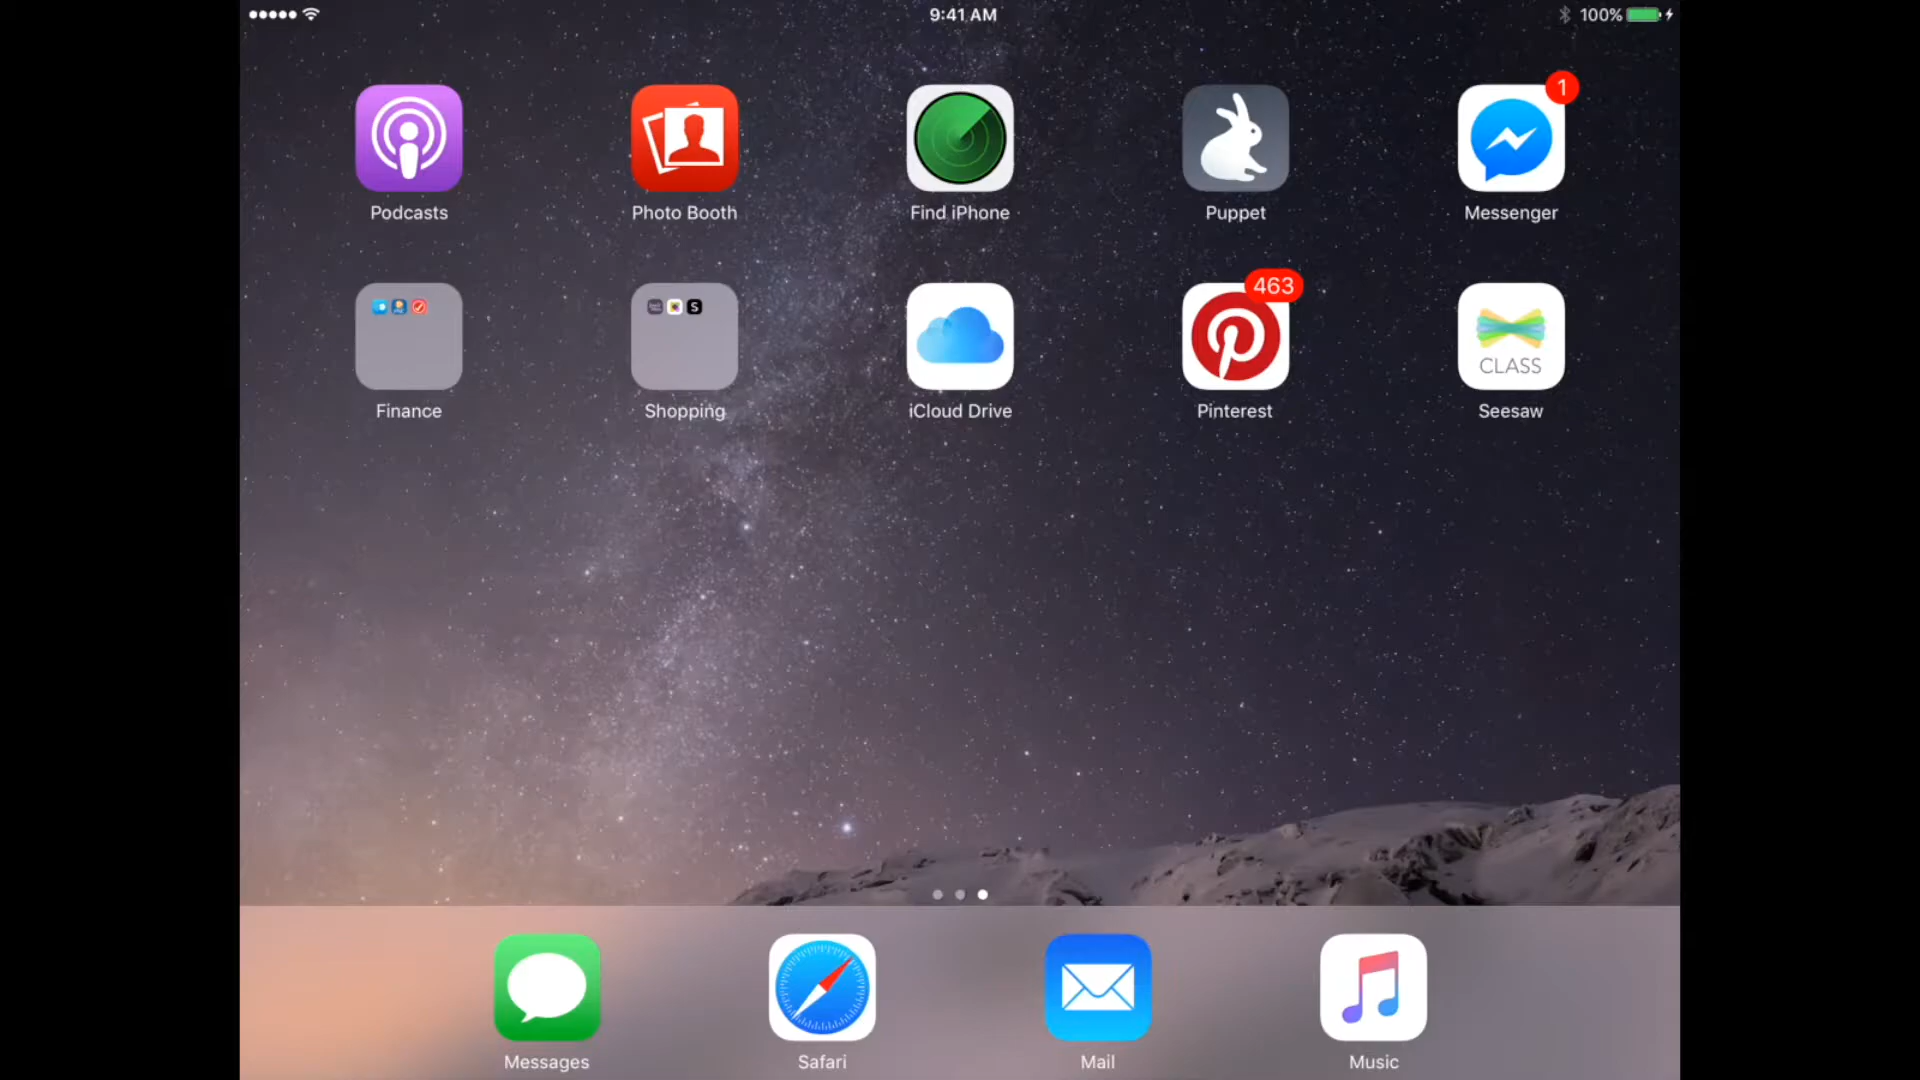 9:41 AM
100%
1
Podcasts
Photo Booth
Find iPhone
Puppet
Messenger
463
S
CLASS
Finance
Shopping
iCloud Drive
Pinterest
Seesaw
Messages
Safari
Mail
Music